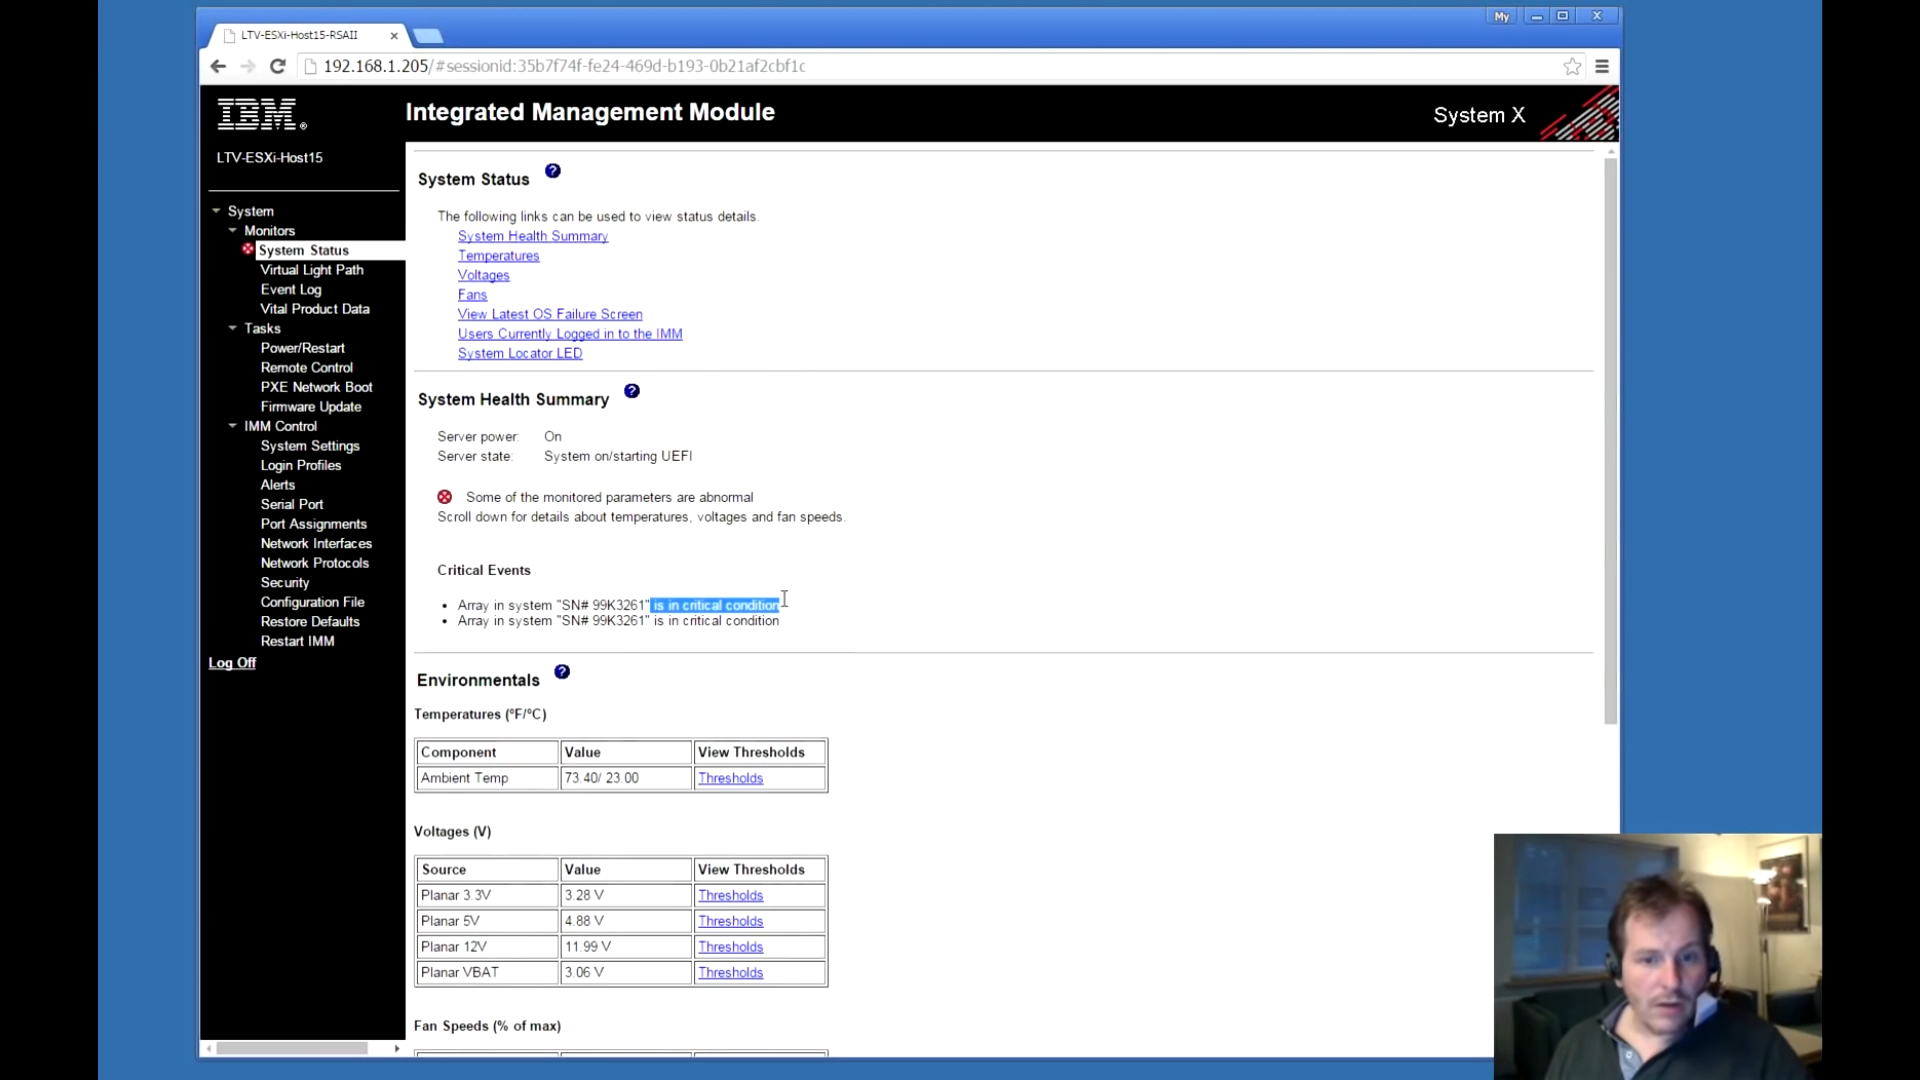 LTV-ESXi-Host15-RSAII
My
192.168.1.205/#sessionid:35b7f74f-fe24-469d-b193-0b21af2cbf1c
IBM
Integrated Management Module
System X
LTV-ESXi-Host15
System
Monitors
System Status
Virtual Light Path
Event Log
Vital Product Data
Tasks
Power/Restart
Remote Control
PXE Network Boot
Firmware Update
IMM Control
System Settings
Login Profiles
Alerts
Serial Port
Port Assignments
Network Interfaces
Network Protocols
Security
Configuration File
Restore Defaults
Restart IMM
Log Off
System Status ?
The following links can be used to view status details.
System Health Summary
Temperatures
Voltages
Fans
View Latest OS Failure Screen
Users Currently Logged in to the IMM
System Locator LED
System Health Summary ?
Server power: On
Server state: System on/starting UEFI
Some of the monitored parameters are abnormal
Scroll down for details about temperatures, voltages and fan speeds.
Critical Events
• Array in system "SN# 99K3261" is in critical condition
• Array in system "SN# 99K3261" is in critical condition
Environmentals ?
Temperatures (°F/°C)
Component Value View Thresholds
Ambient Temp 73.40/ 23.00 Thresholds
Voltages (V)
Source Value View Thresholds
Planar 3.3V 3.28 V Thresholds
Planar 5V 4.88 V Thresholds
Planar 12V 11.99 V Thresholds
Planar VBAT 3.06 V Thresholds
Fan Speeds (% of max)